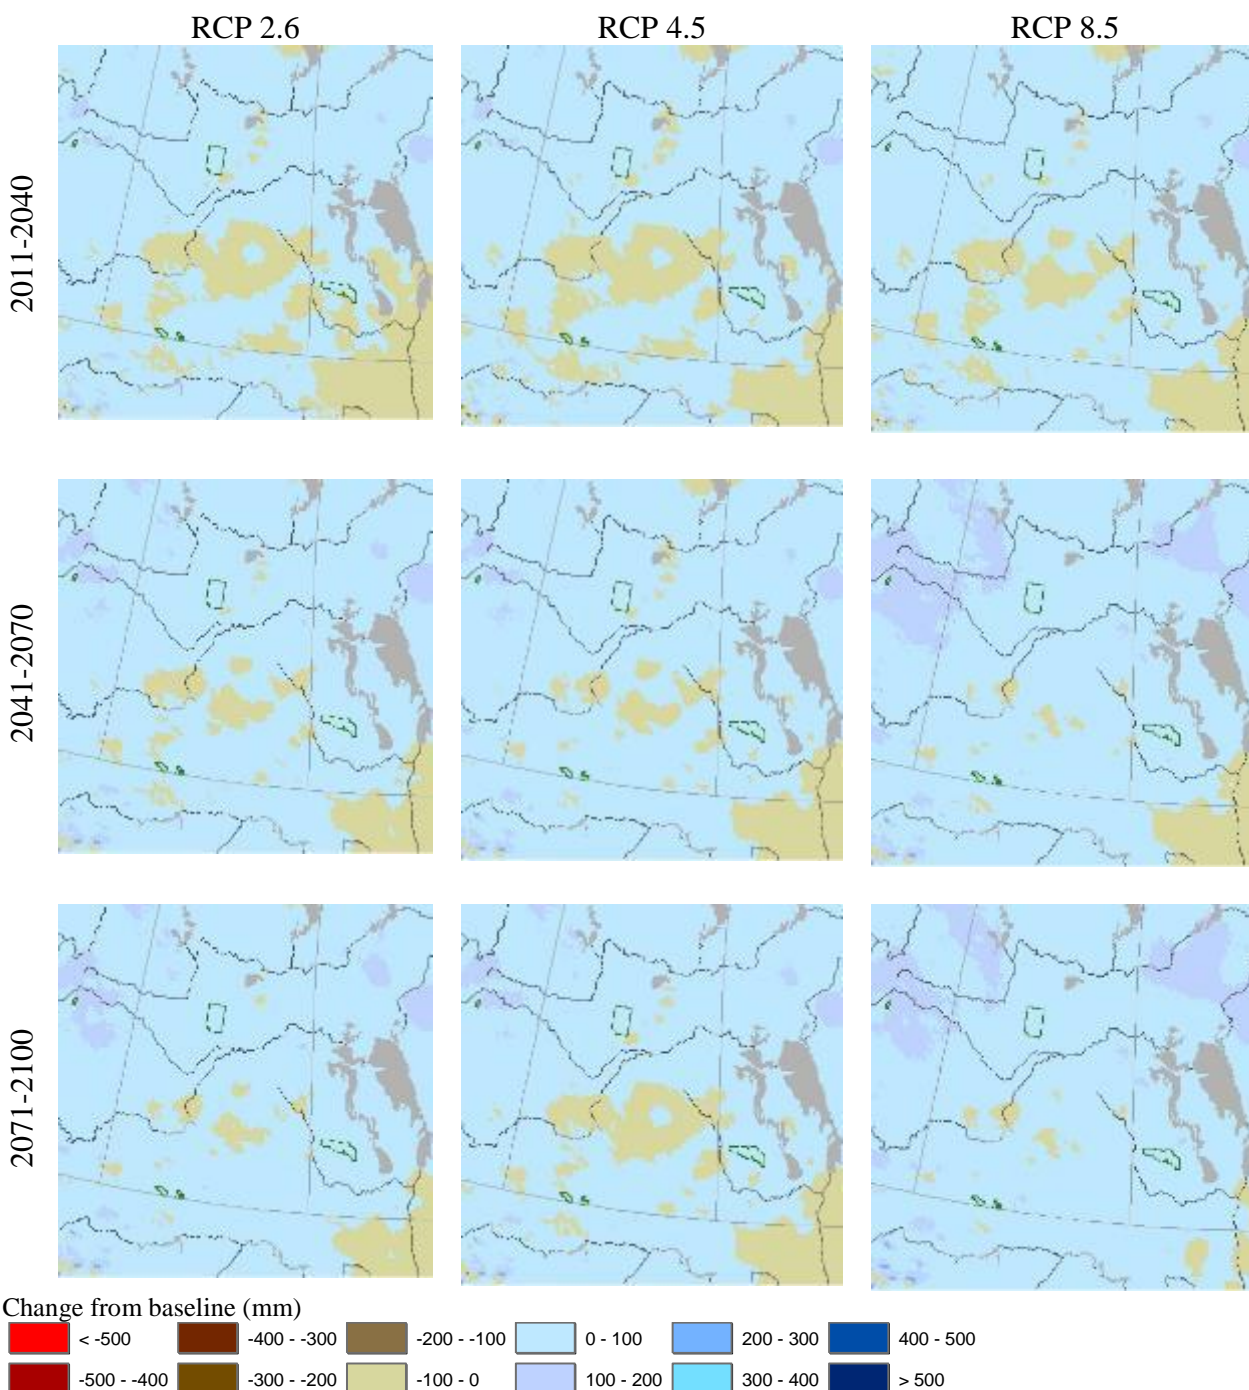 RCP 2.6 RCP 4.5 RCP 8.5
2011-2040
2041-2070
2071-2100
Change from baseline (mm)
< -500 -400 - -300 -200 - -100 0 - 100 200 - 300 400 - 500
-500 - -400 -300 - -200 -100 - 0 100 - 200 300 - 400 > 500